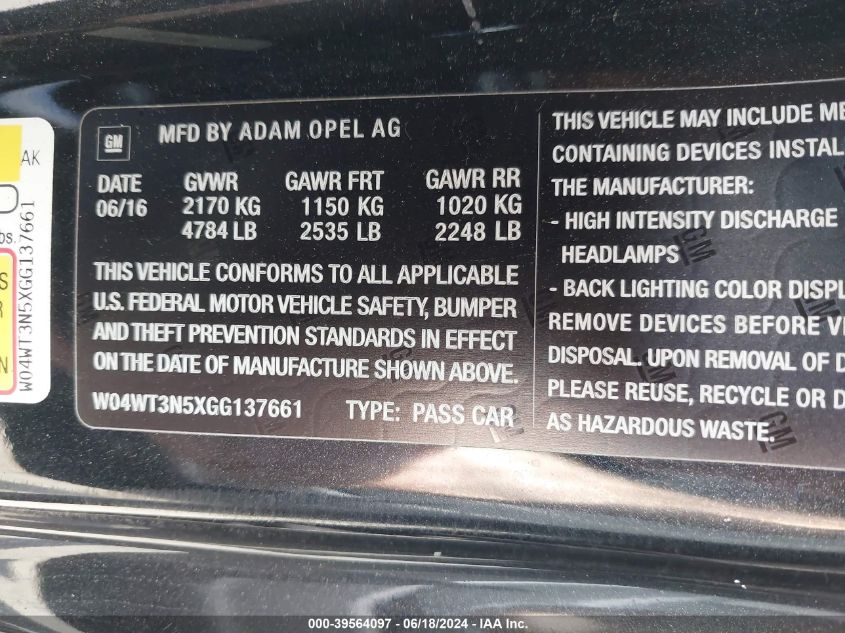 GM MFD BY ADAM OPEL AG
DATE GVWR GAWR FRT GAWR RR
06/16 2170 KG 1150 KG 1020 KG
4784 LB 2535 LB 2248 LB
THIS VEHICLE CONFORMS TO ALL APPLICABLE
U.S. FEDERAL MOTOR VEHICLE SAFETY, BUMPER
AND THEFT PREVENTION STANDARDS IN EFFECT
ON THE DATE OF MANUFACTURE SHOWN ABOVE.
W04WT3N5XGG137661 TYPE: PASS CAR
THIS VEHICLE MAY INCLUDE ME
CONTAINING DEVICES INSTAL
THE MANUFACTURER:
- HIGH INTENSITY DISCHARGE
HEADLAMPS
- BACK LIGHTING COLOR DISPL
REMOVE DEVICES BEFORE VE
DISPOSAL. UPON REMOVAL OF D
PLEASE REUSE, RECYCLE OR D
AS HAZARDOUS WASTE.
AK
bs.
S
R
N
W04WT3N5XGG137661
000-39564097 - 06/18/2024 - IAA Inc.